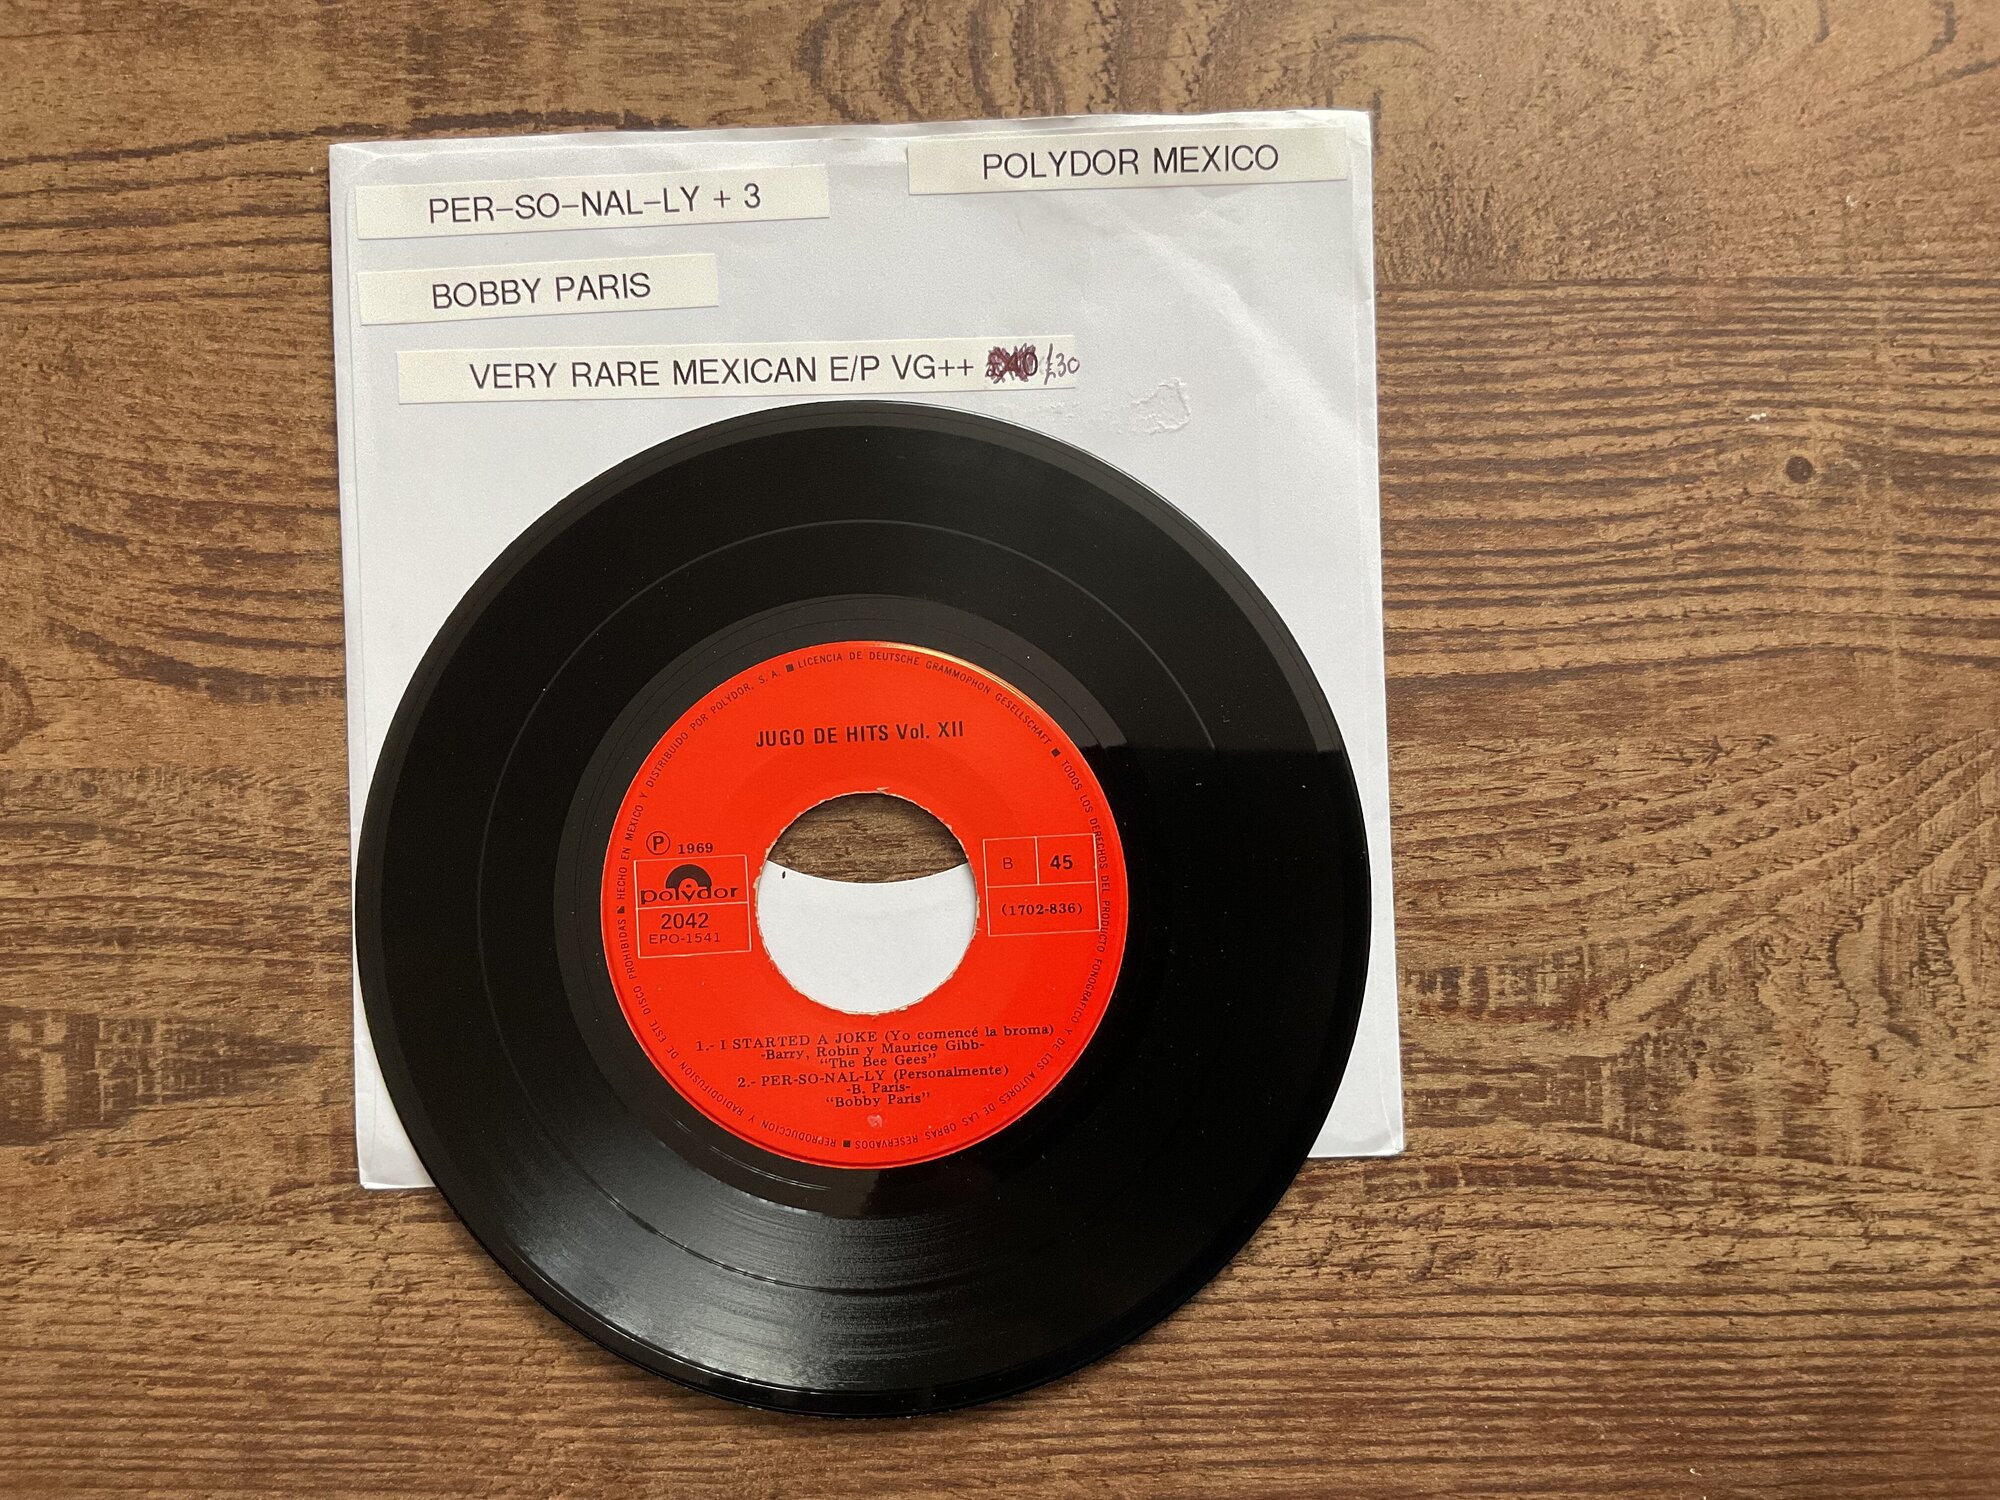 POLYDOR MEXICO
PER-SO-NAL-LY + 3
BOBBY PARIS
VERY RARE MEXICAN E/P VG++ £30
JUGO DE HITS Vol. XII
P 1969
polydor
2042
EPO-1541
B 45
(1702-836)
1.- I STARTED A JOKE (Yo comencé la broma)
-Barry, Robin y Maurice Gibb-
"The Bee Gees"
2.- PER-SO-NAL-LY (Personalmente)
-B. Paris-
"Bobby Paris"
■ HECHO EN MEXICO Y DISTRIBUIDO POR POLYDOR, S. A. ■ LICENCIA DE DEUTSCHE GRAMMOPHON GESELLSCHAFT ■ TODOS LOS DERECHOS DEL PRODUCTO FONOGRAFICO Y DE LOS AUTORES DE LAS OBRAS RESERVADOS ■ REPRODUCCION Y RADIODIFUSION DE ESTE DISCO PROHIBIDAS